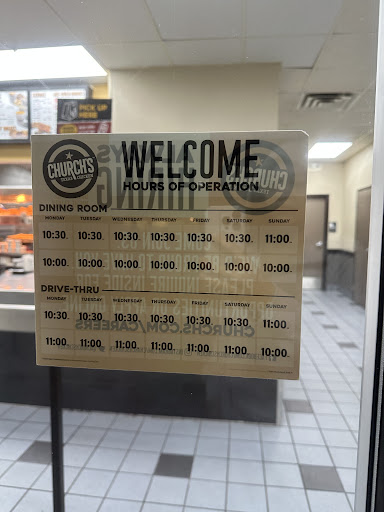 PICK UP
HERE
CHURCH'S
TEXAS CHICKEN
WELCOME
HOURS OF OPERATION
DINING ROOM
MONDAY TUESDAY WEDNESDAY THURSDAY FRIDAY SATURDAY SUNDAY
10:30 10:30 10:30 10:30 10:30 10:30 11:00
10:00 10:00 10:00 10:00 10:00 10:00 10:00
DRIVE-THRU
MONDAY TUESDAY WEDNESDAY THURSDAY FRIDAY SATURDAY SUNDAY
10:30 10:30 10:30 10:30 10:30 10:30 11:00
11:00 11:00 11:00 11:00 11:00 11:00 10:00
CHURCHS.COM/CAREERS